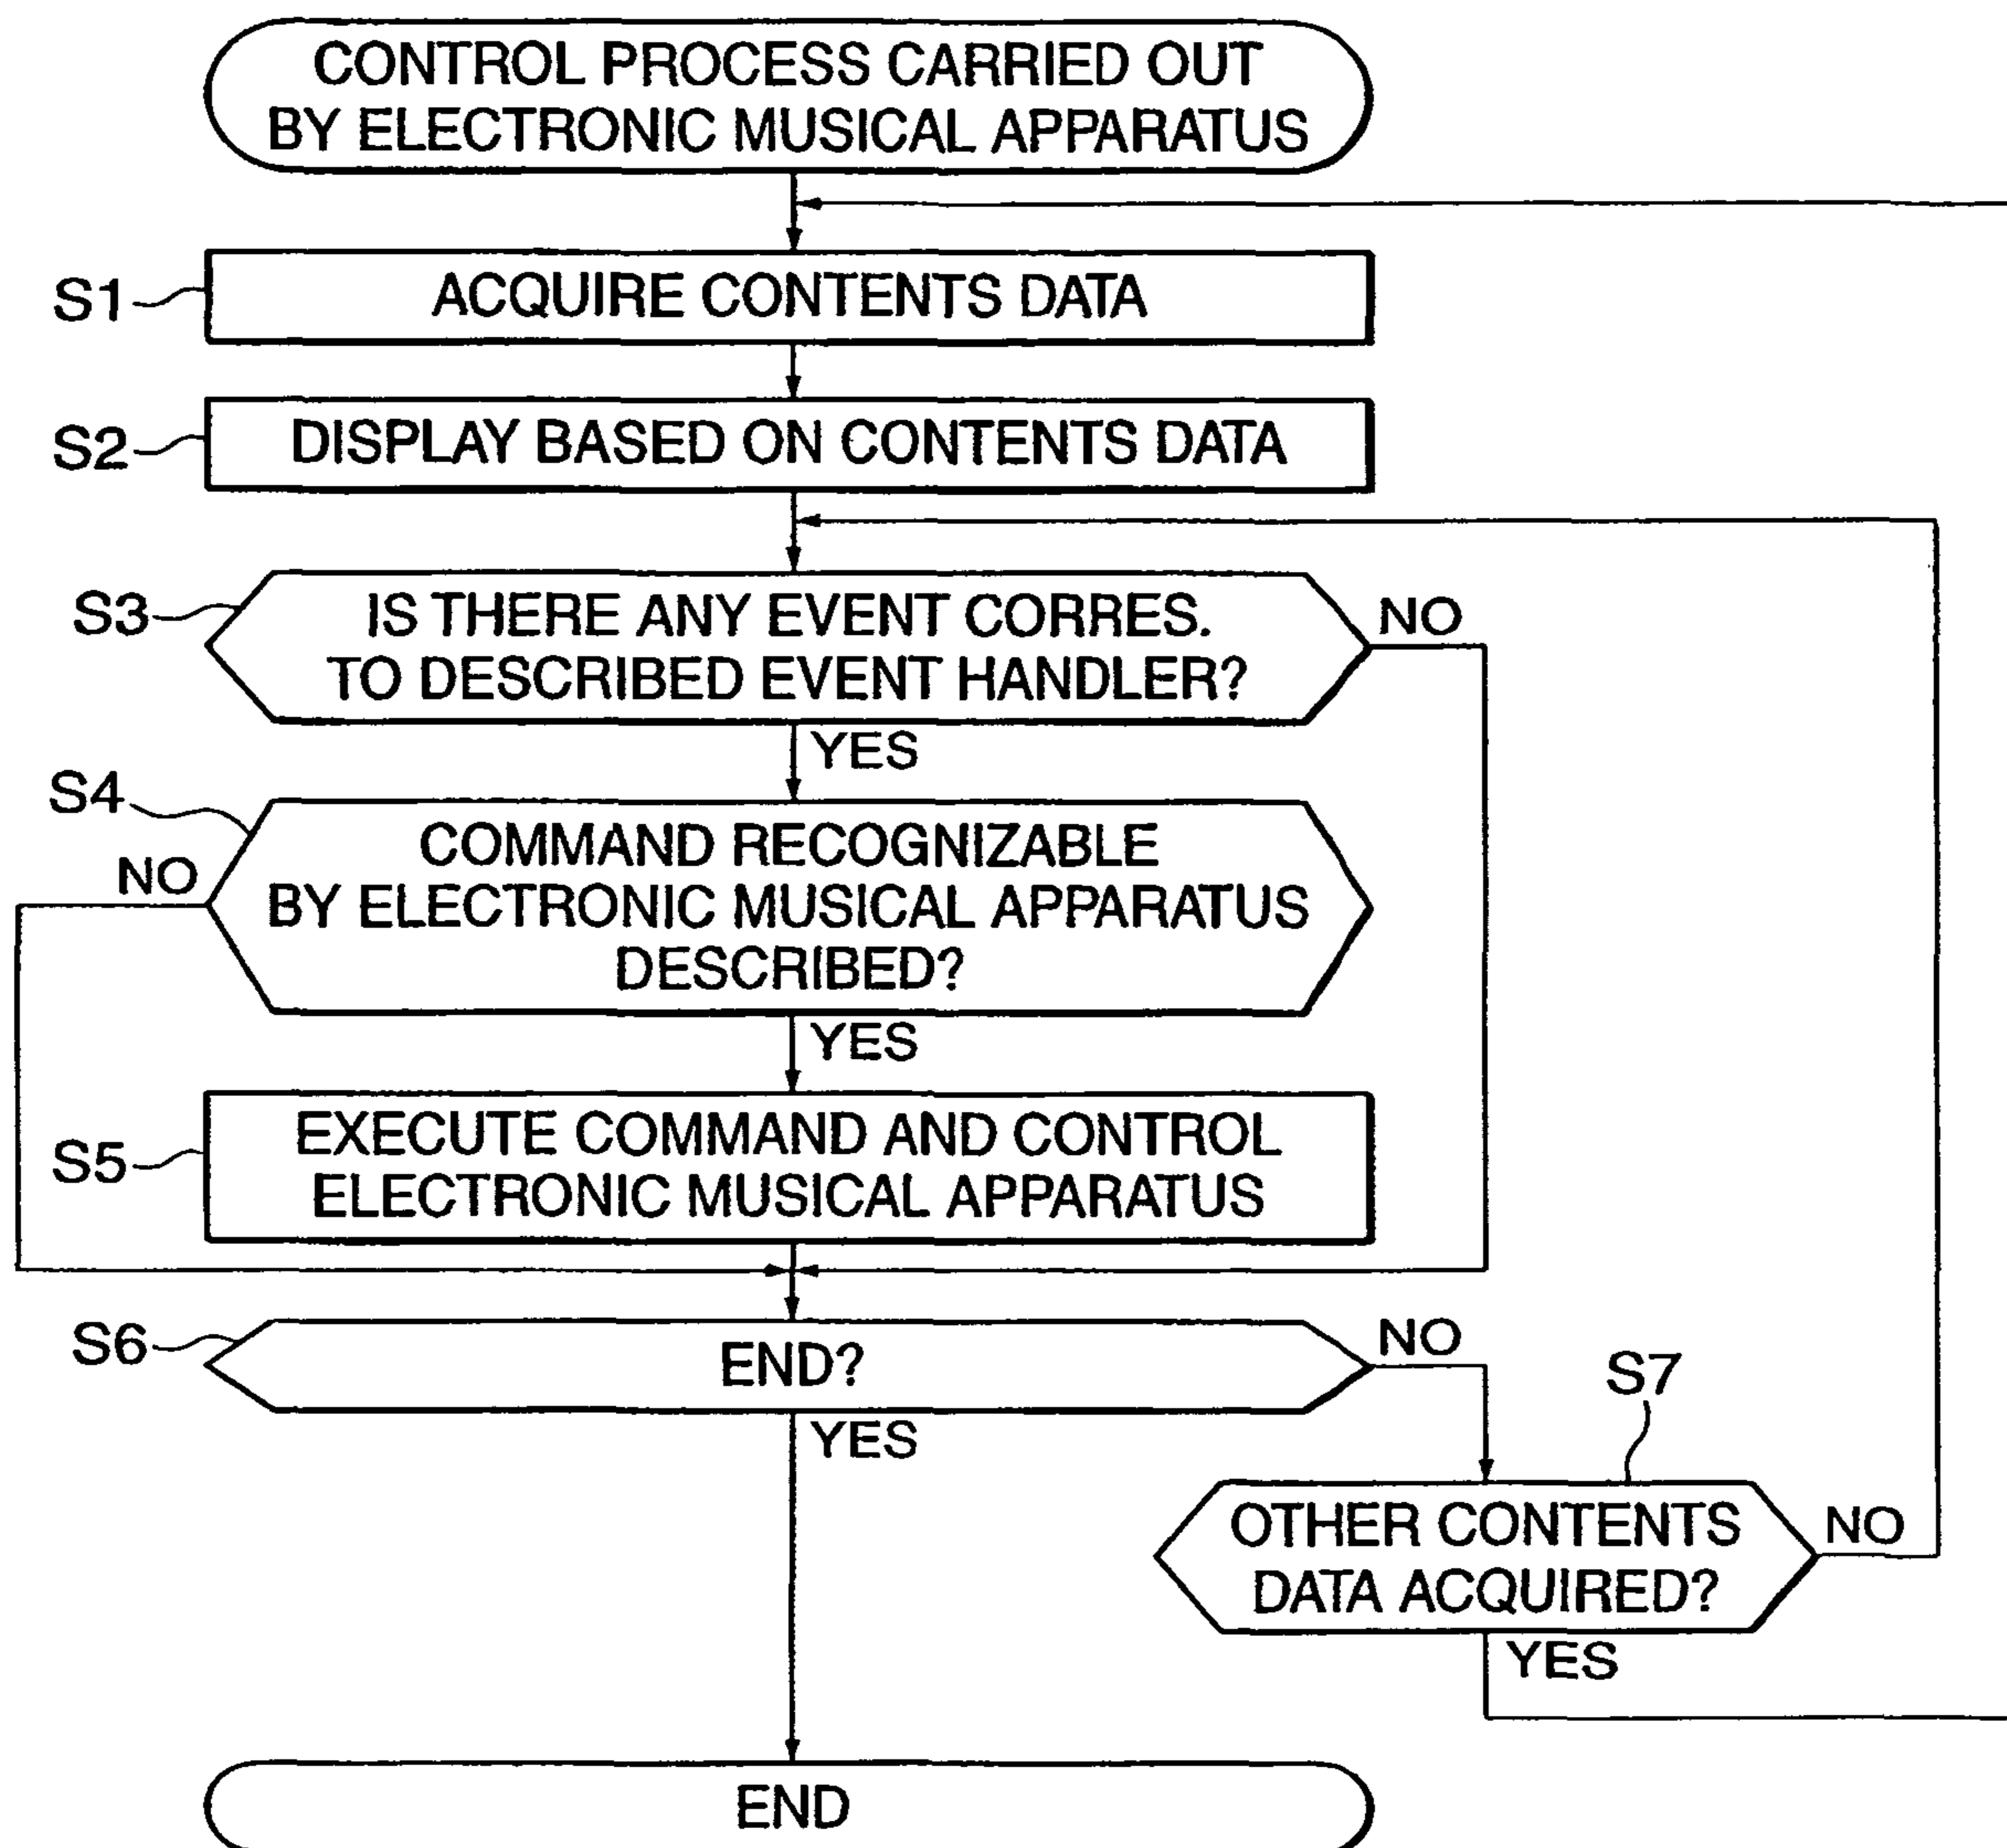 CONTROL PROCESS CARRIED OUT
BY ELECTRONIC MUSICAL APPARATUS
S1
ACQUIRE CONTENTS DATA
S2
DISPLAY BASED ON CONTENTS DATA
S3
IS THERE ANY EVENT CORRES.
TO DESCRIBED EVENT HANDLER?
NO
YES
S4
NO
COMMAND RECOGNIZABLE
BY ELECTRONIC MUSICAL APPARATUS
DESCRIBED?
YES
S5
EXECUTE COMMAND AND CONTROL
ELECTRONIC MUSICAL APPARATUS
S6
END?
NO
YES
S7
OTHER CONTENTS
DATA ACQUIRED?
NO
YES
END